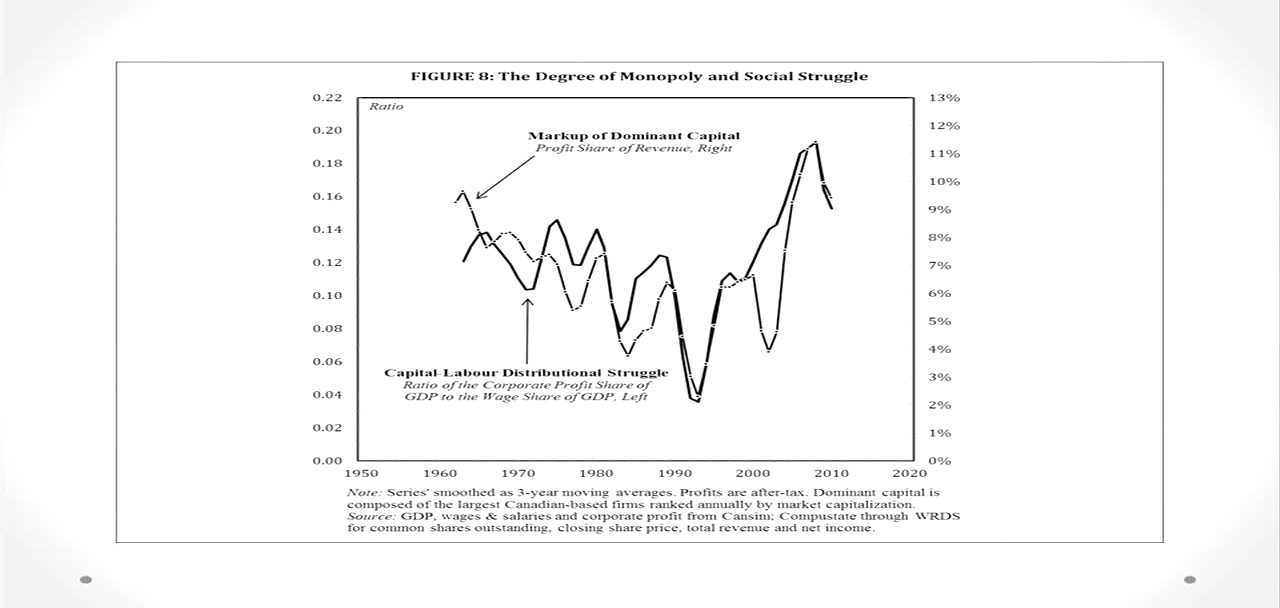 FIGURE 8: The Degree of Monopoly and Social Struggle
Ratio
Markup of Dominant Capital
Profit Share of Revenue, Right
Capital-Labour Distributional Struggle
Ratio of the Corporate Profit Share of
GDP to the Wage Share of GDP, Left
0.22
0.20
0.18
0.16
0.14
0.12
0.10
0.08
0.06
0.04
0.02
0.00
13%
12%
11%
10%
9%
8%
7%
6%
5%
4%
3%
2%
1%
0%
1950 1960 1970 1980 1990 2000 2010 2020
Note: Series' smoothed as 3-year moving averages. Profits are after-tax. Dominant capital is
composed of the largest Canadian-based firms ranked annually by market capitalization.
Source: GDP, wages & salaries and corporate profit from Cansim; Compustate through WRDS
for common shares outstanding, closing share price, total revenue and net income.